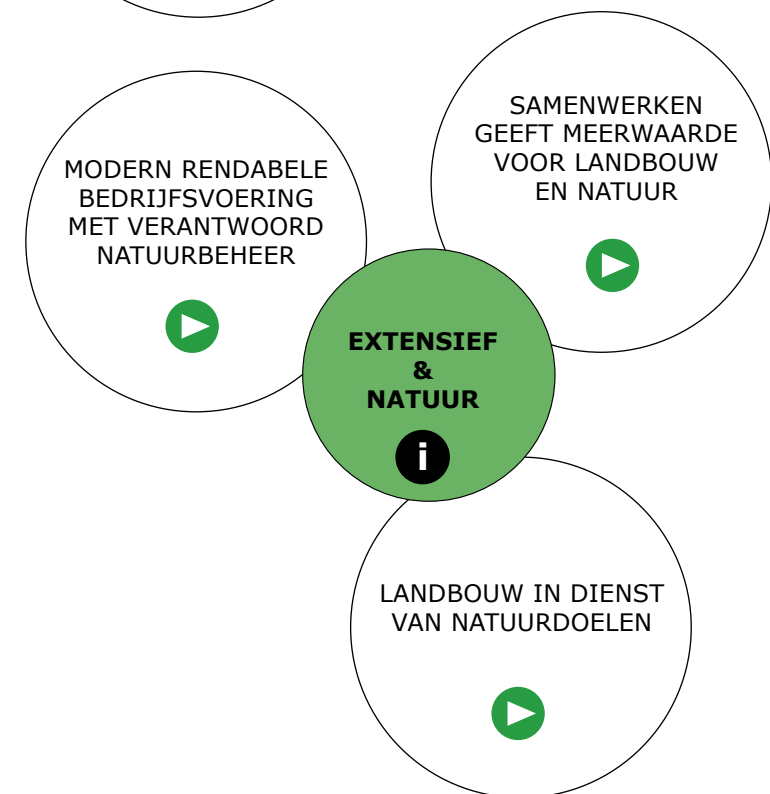 SAMENWERKEN
GEEFT MEERWAARDE
VOOR LANDBOUW
EN NATUUR
MODERN RENDABELE
BEDRIJFSVOERING
MET VERANTWOORD
NATUURBEHEER
EXTENSIEF
&
NATUUR
i
LANDBOUW IN DIENST
VAN NATUURDOELEN